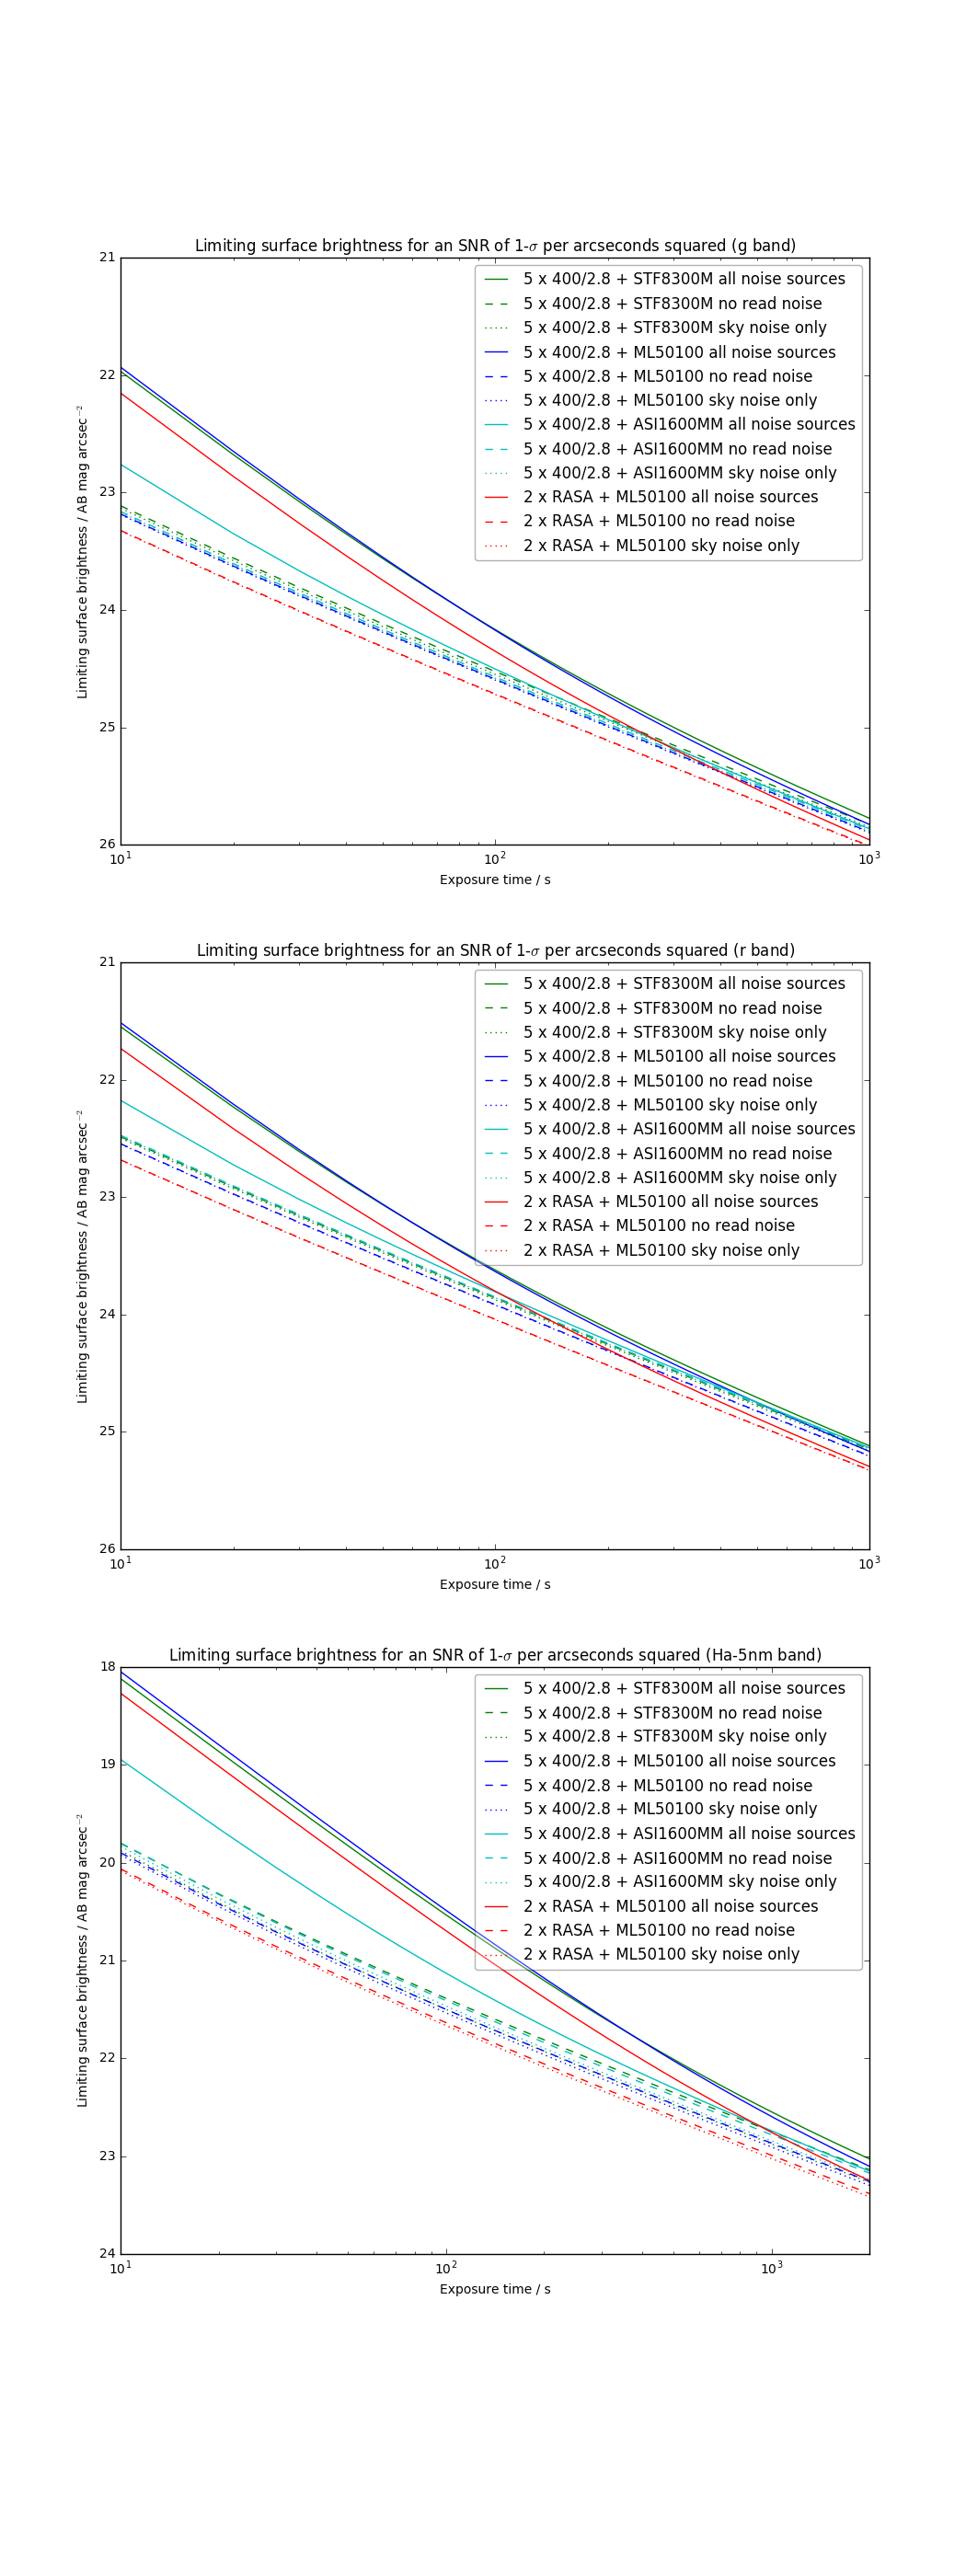 Limiting surface brightness for an SNR of 1-σ per arcseconds squared (g band)
21
22
23
24
25
26
Limiting surface brightness / AB mag arcsec⁻²
5 x 400/2.8 + STF8300M all noise sources
5 x 400/2.8 + STF8300M no read noise
5 x 400/2.8 + STF8300M sky noise only
5 x 400/2.8 + ML50100 all noise sources
5 x 400/2.8 + ML50100 no read noise
5 x 400/2.8 + ML50100 sky noise only
5 x 400/2.8 + ASI1600MM all noise sources
5 x 400/2.8 + ASI1600MM no read noise
5 x 400/2.8 + ASI1600MM sky noise only
2 x RASA + ML50100 all noise sources
2 x RASA + ML50100 no read noise
2 x RASA + ML50100 sky noise only
10¹ 10² 10³
Exposure time / s
Limiting surface brightness for an SNR of 1-σ per arcseconds squared (r band)
21
22
23
24
25
26
Limiting surface brightness / AB mag arcsec⁻²
5 x 400/2.8 + STF8300M all noise sources
5 x 400/2.8 + STF8300M no read noise
5 x 400/2.8 + STF8300M sky noise only
5 x 400/2.8 + ML50100 all noise sources
5 x 400/2.8 + ML50100 no read noise
5 x 400/2.8 + ML50100 sky noise only
5 x 400/2.8 + ASI1600MM all noise sources
5 x 400/2.8 + ASI1600MM no read noise
5 x 400/2.8 + ASI1600MM sky noise only
2 x RASA + ML50100 all noise sources
2 x RASA + ML50100 no read noise
2 x RASA + ML50100 sky noise only
10¹ 10² 10³
Exposure time / s
Limiting surface brightness for an SNR of 1-σ per arcseconds squared (Ha-5nm band)
18
19
20
21
22
23
24
Limiting surface brightness / AB mag arcsec⁻²
5 x 400/2.8 + STF8300M all noise sources
5 x 400/2.8 + STF8300M no read noise
5 x 400/2.8 + STF8300M sky noise only
5 x 400/2.8 + ML50100 all noise sources
5 x 400/2.8 + ML50100 no read noise
5 x 400/2.8 + ML50100 sky noise only
5 x 400/2.8 + ASI1600MM all noise sources
5 x 400/2.8 + ASI1600MM no read noise
5 x 400/2.8 + ASI1600MM sky noise only
2 x RASA + ML50100 all noise sources
2 x RASA + ML50100 no read noise
2 x RASA + ML50100 sky noise only
10¹ 10² 10³
Exposure time / s